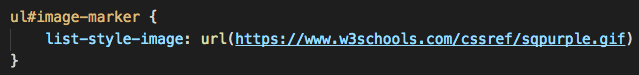 ul#image-marker {
list-style-image: url(https://www.w3schools.com/cssref/sqpurple.gif)
}